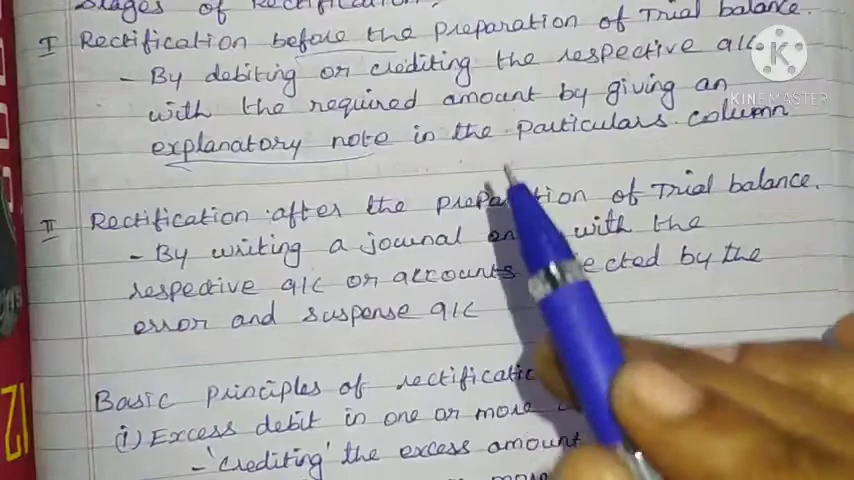 Stages of Rectification.
I Rectification before the preparation of Trial balance.
- By debiting or crediting the respective a/c
with the required amount by giving an
explanatory note in the particulars column
II Rectification after the preparation of Trial balance.
- By writing a journal with the
respective a/c or accounts by the
error and suspense a/c
Basic principles of
(i) Excess debit in one or more
- 'crediting' the excess amount
more
K
KINEMASTER
12